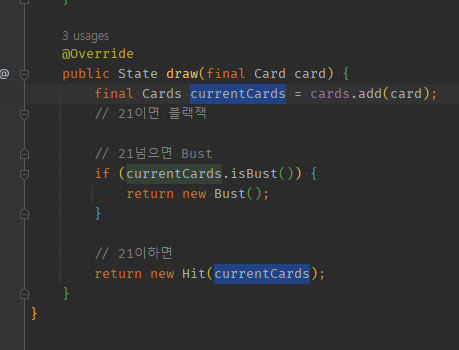 }
3 usages
@Override
@ public State draw(final Card card) {
final Cards currentCards = cards.add(card);
// 21이면 블랙잭
// 21넘으면 Bust
if (currentCards.isBust()) {
return new Bust();
}
// 21이하면
return new Hit(currentCards);
}
}